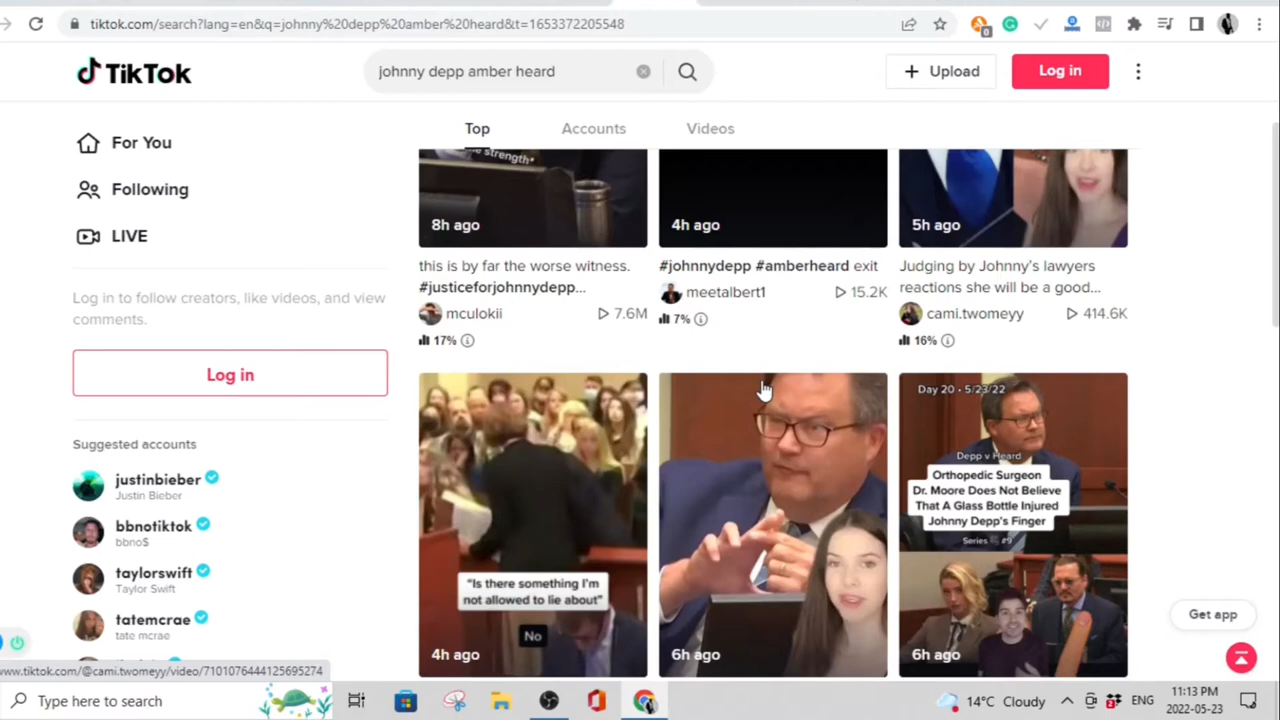 tiktok.com/search?lang=en&q=johnny%20depp%20amber%20heard&t=1653372205548
0
TikTok
johnny depp amber heard
Upload
Log in
Top
Accounts
Videos
For You
Following
LIVE
Log in to follow creators, like videos, and view
comments.
Log in
Suggested accounts
justinbieber
Justin Bieber
bbnotiktok
bbno$
taylorswift
Taylor Swift
tatemcrae
tate mcrae
strength*
8h ago
this is by far the worse witness.
#justiceforjohnnydepp...
mculokii
7.6M
17%
4h ago
#johnnydepp #amberheard exit
meetalbert1
15.2K
7%
5h ago
Judging by Johnny's lawyers
reactions she will be a good...
cami.twomeyy
414.6K
16%
"Is there something I'm
not allowed to lie about"
No
4h ago
6h ago
Day 20 • 5/23/22
Depp v Heard
Orthopedic Surgeon
Dr. Moore Does Not Believe
That A Glass Bottle Injured
Johnny Depp's Finger
Series #9
6h ago
Get app
www.tiktok.com/@cami.twomeyy/video/7101076444125695274
Type here to search
14°C Cloudy
2
ENG
11:13 PM
2022-05-23